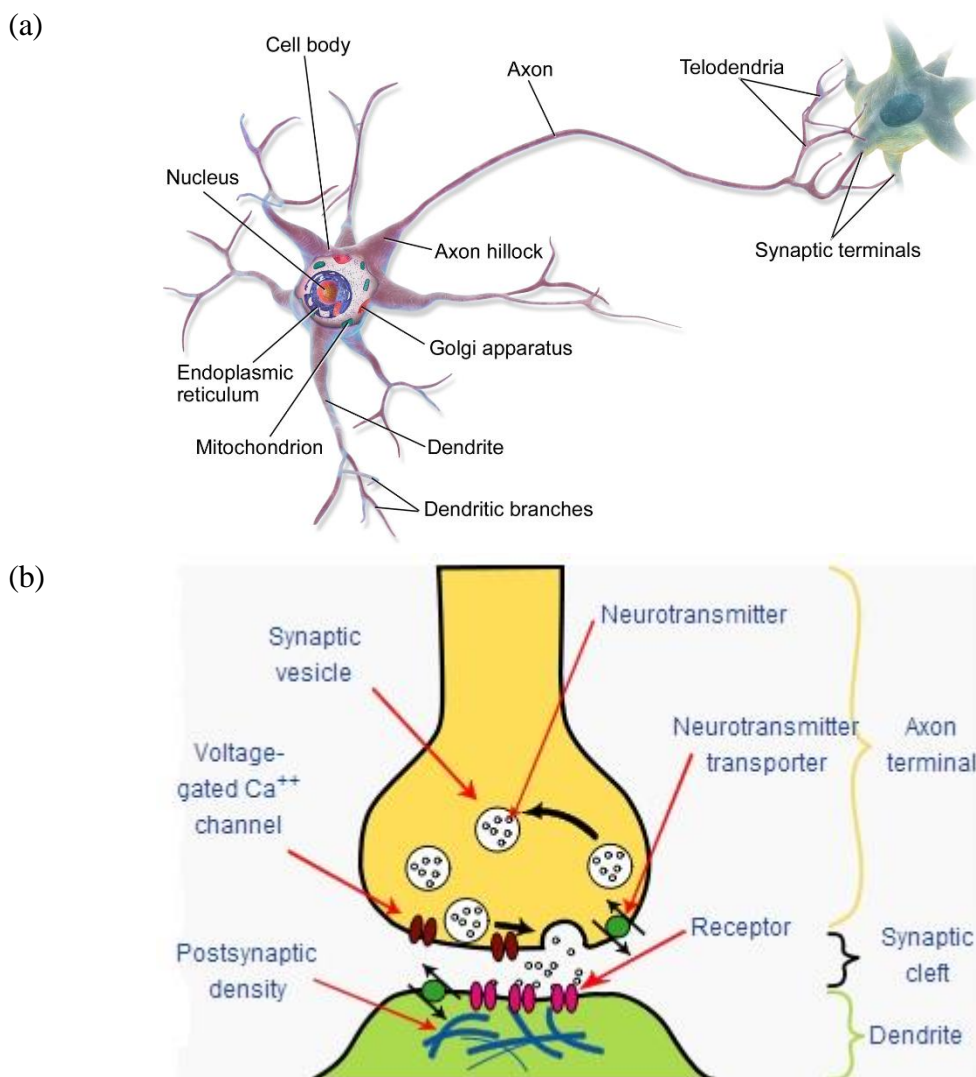 (a)
Cell body
Axon
Telodendria
Nucleus
Axon hillock
Synaptic terminals
Golgi apparatus
Endoplasmic
reticulum
Mitochondrion
Dendrite
Dendritic branches
(b)
Synaptic
vesicle
Neurotransmitter
Voltage-
gated Ca++
channel
Neurotransmitter
transporter
Axon
terminal
Postsynaptic
density
Receptor
Synaptic
cleft
Dendrite